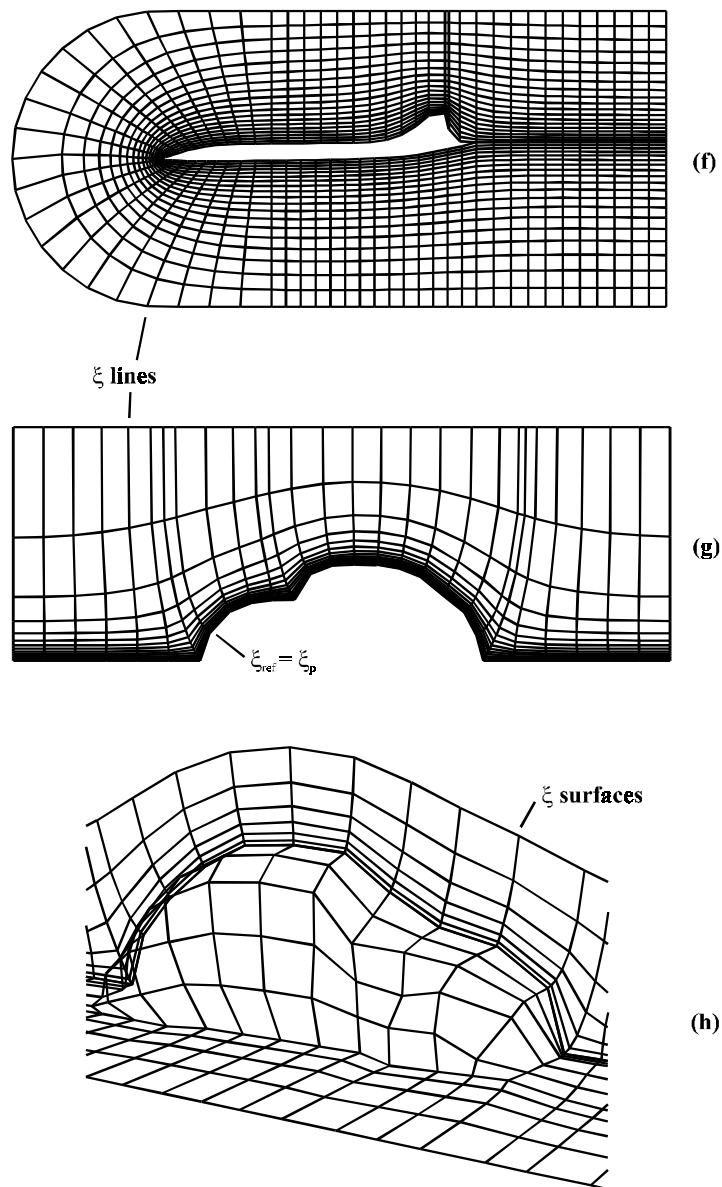 (f)
ξ lines
(g)
ξref = ξp
ξ surfaces
(h)